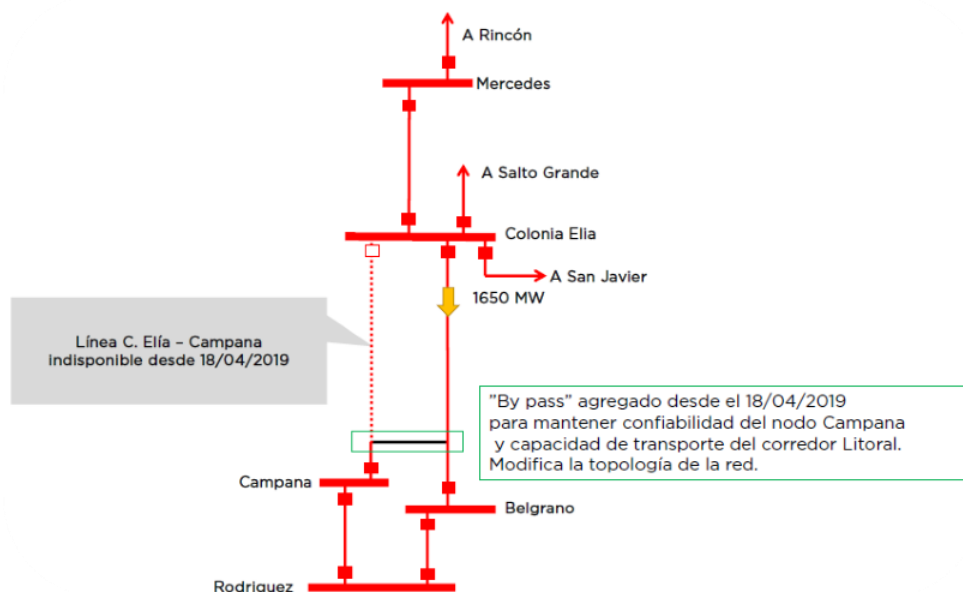 A Rincón
Mercedes
A Salto Grande
Colonia Elia
A San Javier
1650 MW
Línea C. Elía – Campana
indisponible desde 18/04/2019
"By pass" agregado desde el 18/04/2019
para mantener confiabilidad del nodo Campana
y capacidad de transporte del corredor Litoral.
Modifica la topología de la red.
Campana
Belgrano
Rodriguez